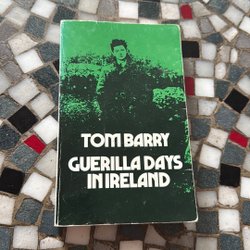 TOM BARRY
GUERILLA DAYS
IN IRELAND